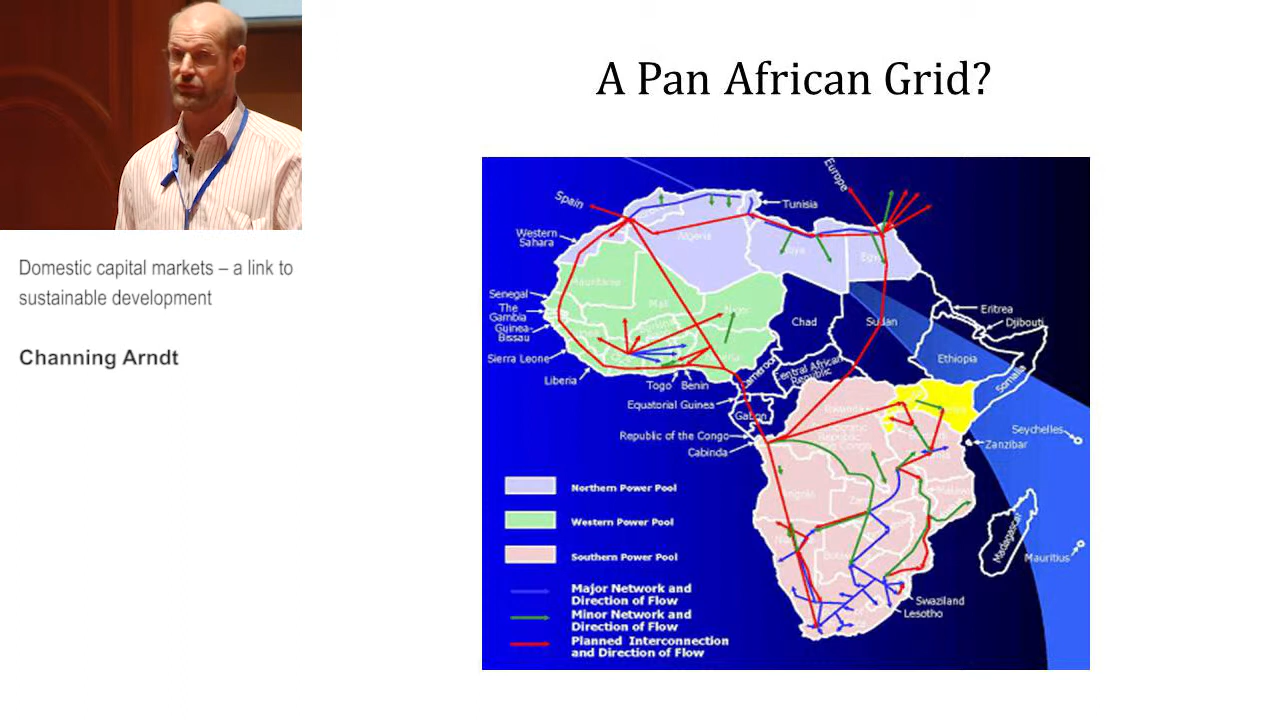 A Pan African Grid?
Domestic capital markets – a link to
sustainable development
Channing Arndt
Spain
Europe
Tunisia
Western
Sahara
Algeria
Mauritania
Mali
Niger
Senegal
The
Gambia
Guinea-
Bissau
Sierra Leone
Liberia
Togo
Benin
Chad
Sudan
Eritrea
Djibouti
Ethiopia
Somalia
Cameroon
Central African
Republic
Equatorial Guinea
Gabon
Republic of the Congo
Cabinda
Rwanda
Seychelles
Zanzibar
Angola
Malawi
Madagascar
Mauritius
Swaziland
Lesotho
Northern Power Pool
Western Power Pool
Southern Power Pool
Major Network and
Direction of Flow
Minor Network and
Direction of Flow
Planned Interconnection
and Direction of Flow